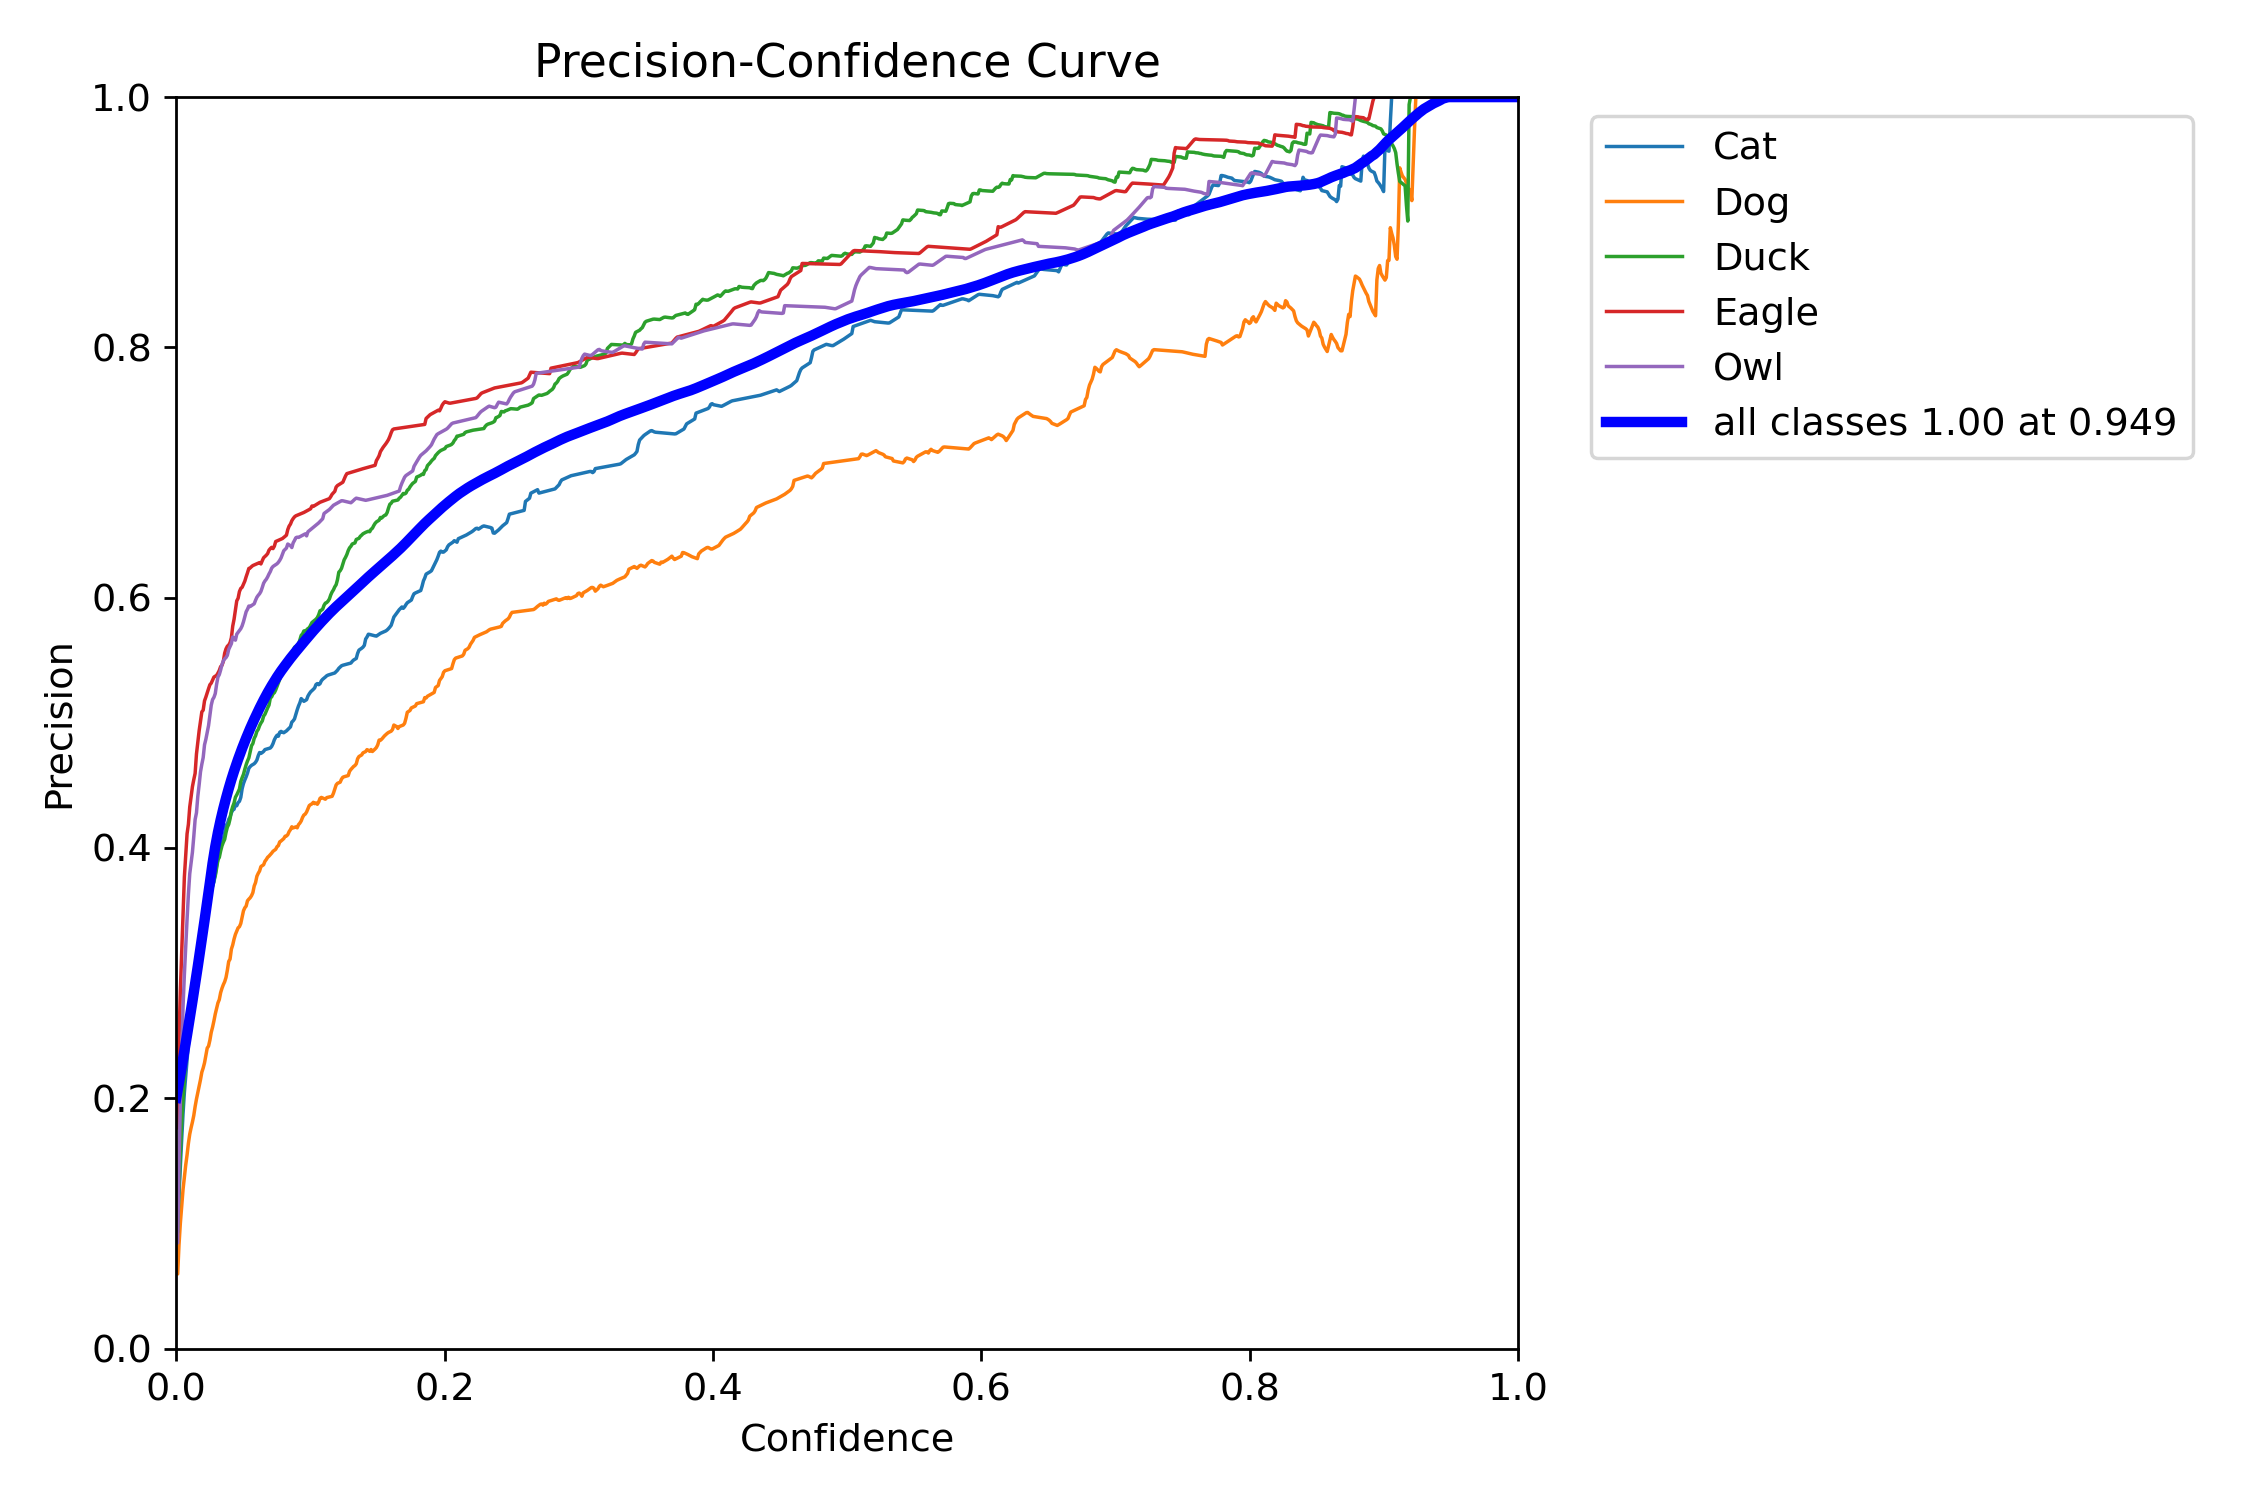 Precision-Confidence Curve
1.0
0.8
0.6
0.4
0.2
0.0
Precision
0.0 0.2 0.4 0.6 0.8 1.0
Confidence
Cat
Dog
Duck
Eagle
Owl
all classes 1.00 at 0.949